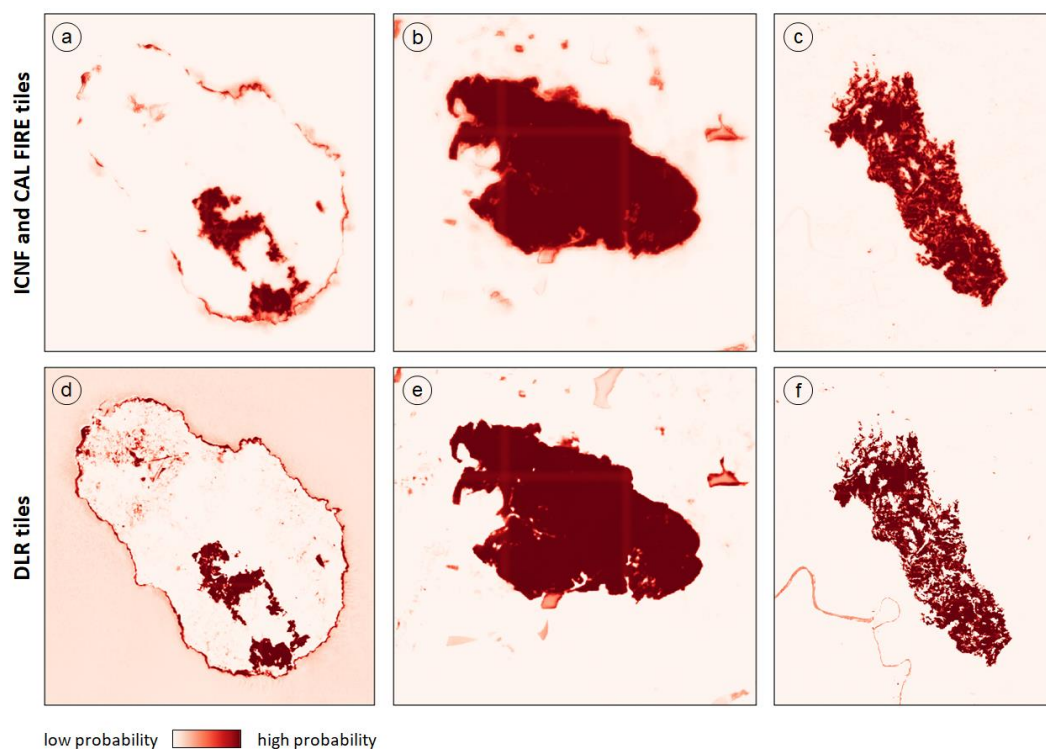 ICNF and CAL FIRE tiles
a
b
c
DLR tiles
d
e
f
low probability
high probability